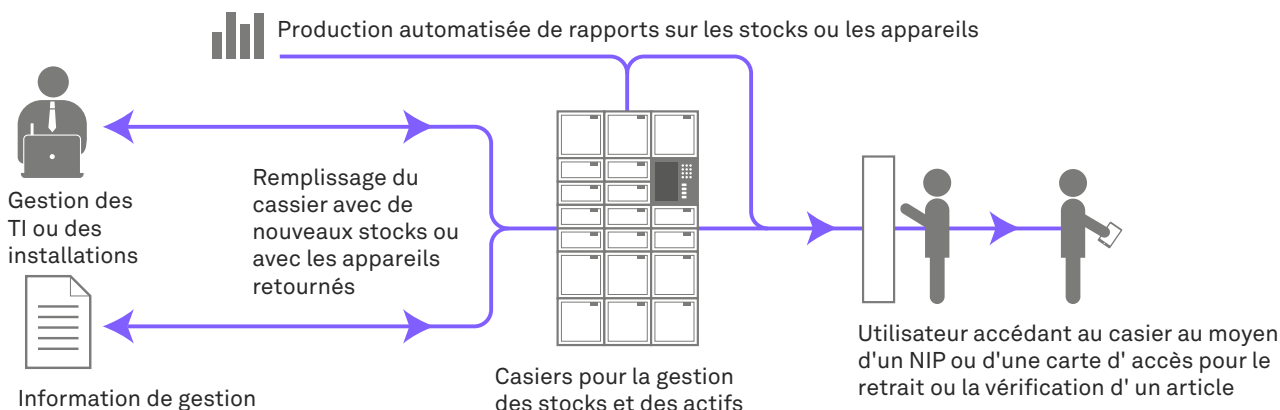 Production automatisée de rapports sur les stocks ou les appareils
Gestion des
TI ou des
installations
Remplissage du
cassier avec de
nouveaux stocks ou
avec les appareils
retournés
Information de gestion
Casiers pour la gestion
des stocks et des actifs
Utilisateur accédant au casier au moyen
d'un NIP ou d'une carte d' accès pour le
retrait ou la vérification d' un article